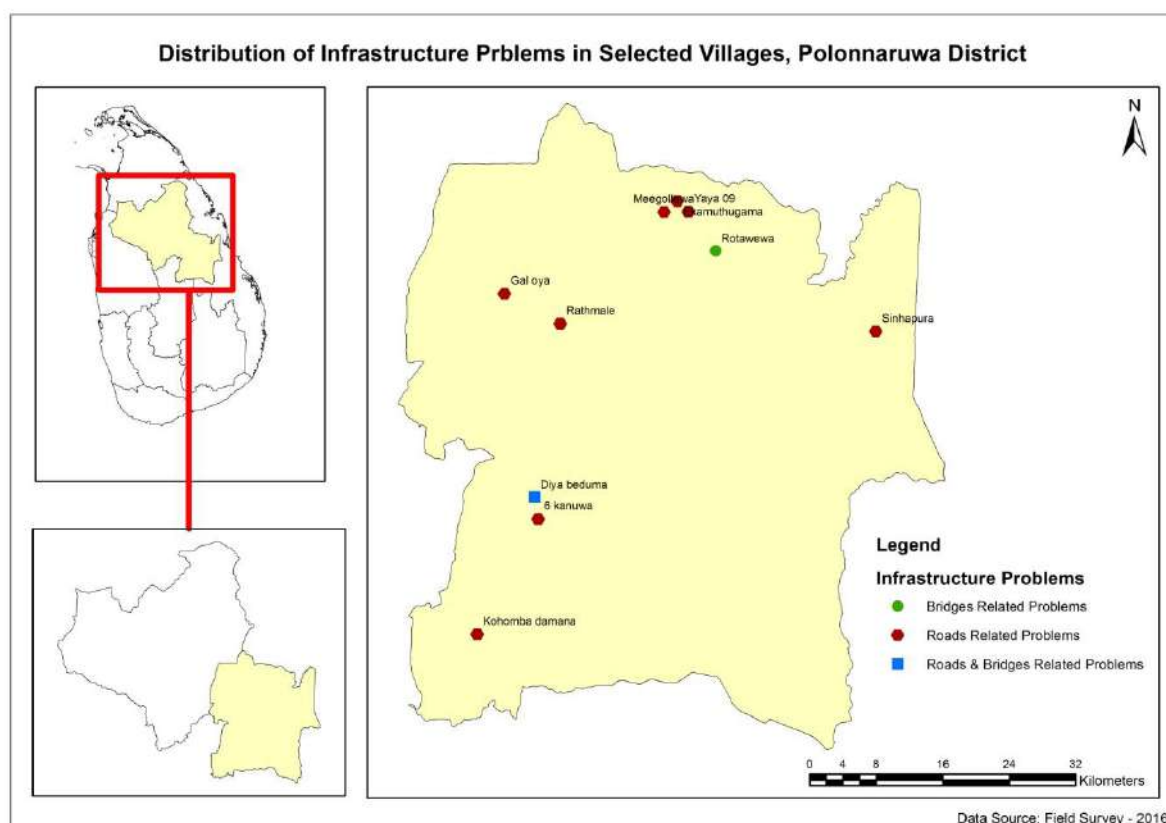 Distribution of Infrastructure Prblems in Selected Villages, Polonnaruwa District
N
Yaya 09
Rotawewa
Gal oya
Rathmale
Sinhapura
Diya beduma
6 kanuwa
Kohomba damana
Legend
Infrastructure Problems
Bridges Related Problems
Roads Related Problems
Roads & Bridges Related Problems
0 4 8 16 24 32
Kilometers
Data Source: Field Survey - 2016